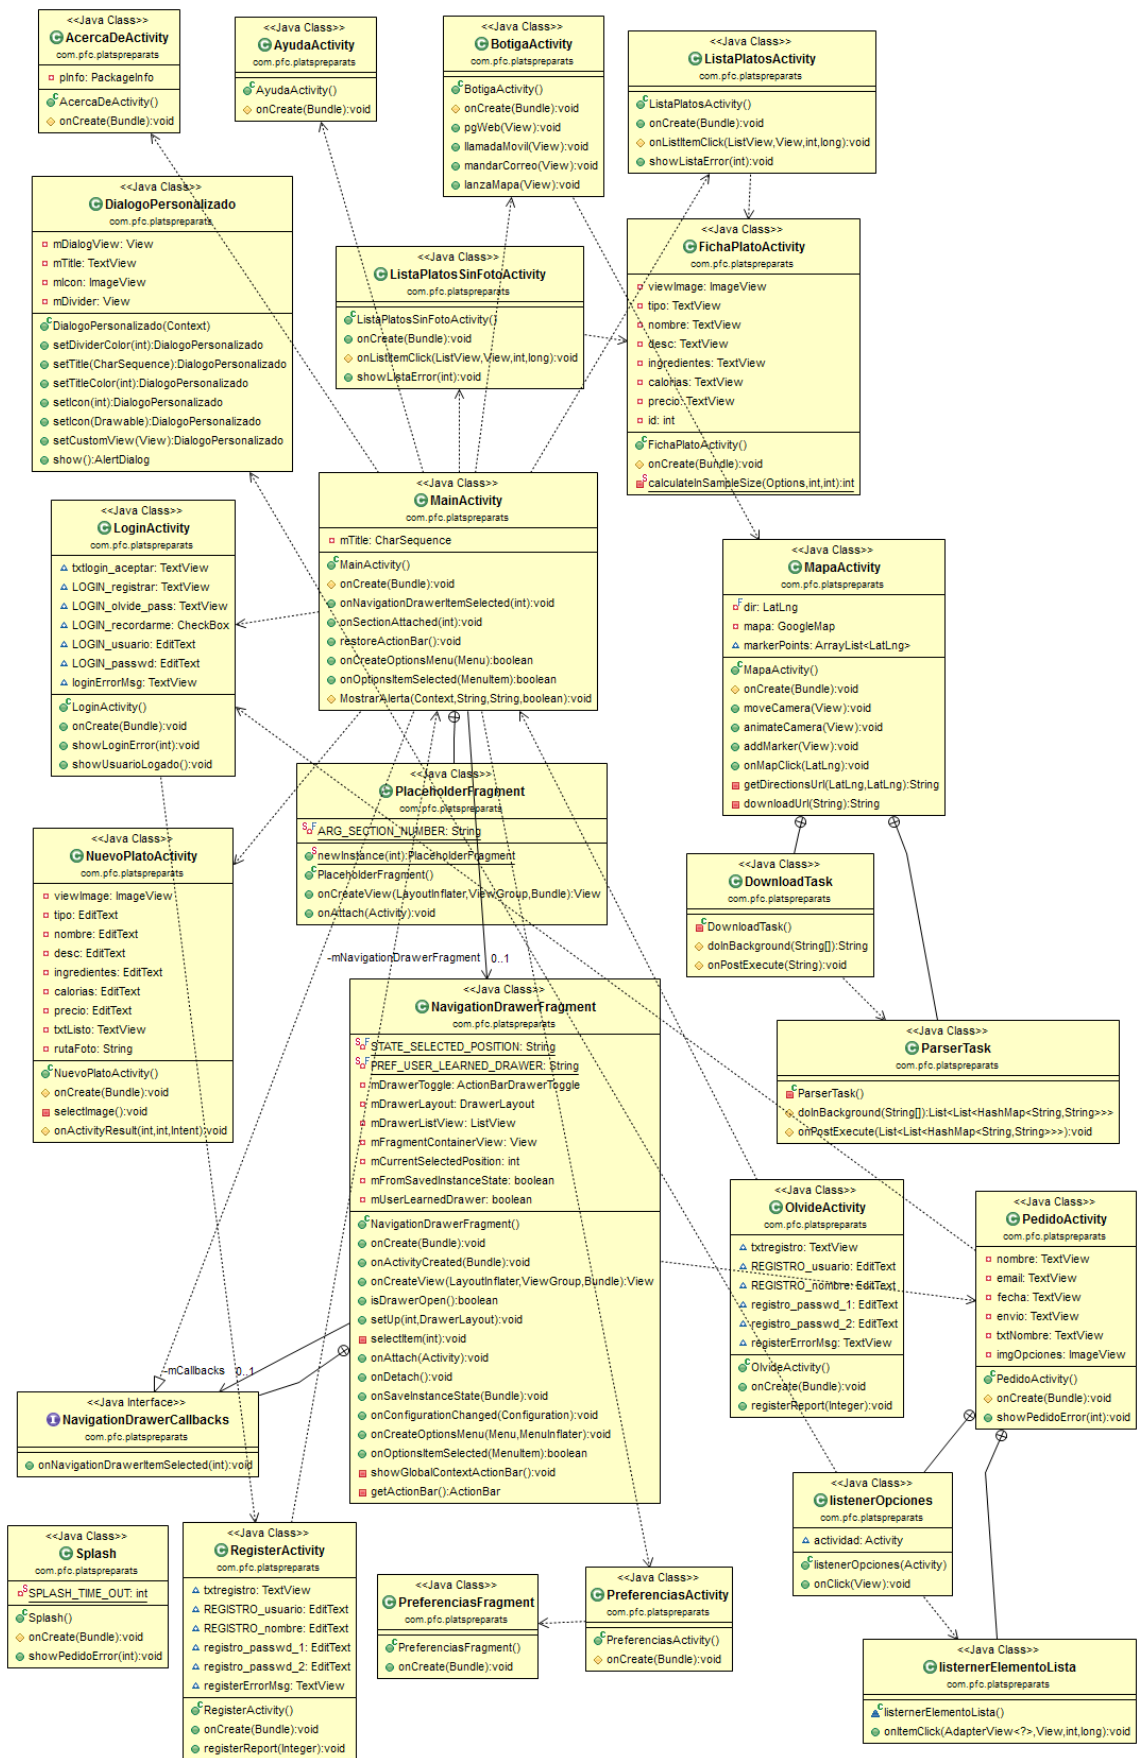 <<Java Class>>
AcercaDeActivity
com.pfc.platspreparats
pInfo: PackageInfo
AcercaDeActivity()
onCreate(Bundle):void
<<Java Class>>
AyudaActivity
com.pfc.platspreparats
AyudaActivity()
onCreate(Bundle):void
<<Java Class>>
BotigaActivity
com.pfc.platspreparats
BotigaActivity()
onCreate(Bundle):void
pgWeb(View):void
llamadaMovil(View):void
mandarCorreo(View):void
lanzaMapa(View):void
<<Java Class>>
ListaPlatosActivity
com.pfc.platspreparats
ListaPlatosActivity()
onCreate(Bundle):void
onListItemClick(ListView,View,int,long):void
showListaError(int):void
<<Java Class>>
DialogoPersonalizado
com.pfc.platspreparats
mDialogView: View
mTitle: TextView
mIcon: ImageView
mDivider: View
DialogoPersonalizado(Context)
setDividerColor(int):DialogoPersonalizado
setTitle(CharSequence):DialogoPersonalizado
setTitleColor(int):DialogoPersonalizado
setIcon(int):DialogoPersonalizado
setIcon(Drawable):DialogoPersonalizado
setCustomView(View):DialogoPersonalizado
show():AlertDialog
<<Java Class>>
ListaPlatosSinFotoActivity
com.pfc.platspreparats
ListaPlatosSinFotoActivity()
onCreate(Bundle):void
onListItemClick(ListView,View,int,long):void
showListaError(int):void
<<Java Class>>
FichaPlatoActivity
com.pfc.platspreparats
viewImage: ImageView
tipo: TextView
nombre: TextView
desc: TextView
ingredientes: TextView
calorias: TextView
precio: TextView
id: int
FichaPlatoActivity()
onCreate(Bundle):void
calculateInSampleSize(Options,int,int):int
<<Java Class>>
LoginActivity
com.pfc.platspreparats
txtlogin_aceptar: TextView
LOGIN_registrar: TextView
LOGIN_olvide_pass: TextView
LOGIN_recordarme: CheckBox
LOGIN_usuario: EditText
LOGIN_passwd: EditText
loginErrorMsg: TextView
LoginActivity()
onCreate(Bundle):void
showLoginError(int):void
showUsuarioLogado():void
<<Java Class>>
MainActivity
com.pfc.platspreparats
mTitle: CharSequence
MainActivity()
onCreate(Bundle):void
onNavigationDrawerItemSelected(int):void
onSectionAttached(int):void
restoreActionBar():void
onCreateOptionsMenu(Menu):boolean
onOptionsItemSelected(MenuItem):boolean
MostrarAlerta(Context,String,String,boolean):void
<<Java Class>>
MapaActivity
com.pfc.platspreparats
dir: LatLng
mapa: GoogleMap
markerPoints: ArrayList<LatLng>
MapaActivity()
onCreate(Bundle):void
moveCamera(View):void
animateCamera(View):void
addMarker(View):void
onMapClick(LatLng):void
getDirectionsUrl(LatLng,LatLng):String
downloadUrl(String):String
<<Java Class>>
PlaceholderFragment
com.pfc.platspreparats
ARG_SECTION_NUMBER: String
newInstance(int):PlaceholderFragment
PlaceholderFragment()
onCreateView(LayoutInflater,ViewGroup,Bundle):View
onAttach(Activity):void
<<Java Class>>
NuevoPlatoActivity
com.pfc.platspreparats
viewImage: ImageView
tipo: EditText
nombre: EditText
desc: EditText
ingredientes: EditText
calorias: EditText
precio: EditText
txtListo: TextView
rutaFoto: String
NuevoPlatoActivity()
onCreate(Bundle):void
selectImage():void
onActivityResult(int,int,Intent):void
<<Java Class>>
DownloadTask
com.pfc.platspreparats
DownloadTask()
doInBackground(String[]):String
onPostExecute(String):void
-mNavigationDrawerFragment 0..1
<<Java Class>>
NavigationDrawerFragment
com.pfc.platspreparats
STATE_SELECTED_POSITION: String
PREF_USER_LEARNED_DRAWER: String
mDrawerToggle: ActionBarDrawerToggle
mDrawerLayout: DrawerLayout
mDrawerListView: ListView
mFragmentContainerView: View
mCurrentSelectedPosition: int
mFromSavedInstanceState: boolean
mUserLearnedDrawer: boolean
NavigationDrawerFragment()
onCreate(Bundle):void
onActivityCreated(Bundle):void
onCreateView(LayoutInflater,ViewGroup,Bundle):View
isDrawerOpen():boolean
setUp(int,DrawerLayout):void
selectItem(int):void
onAttach(Activity):void
onDetach():void
onSaveInstanceState(Bundle):void
onConfigurationChanged(Configuration):void
onCreateOptionsMenu(Menu,MenuInflater):void
onOptionsItemSelected(MenuItem):boolean
showGlobalContextActionBar():void
getActionBar():ActionBar
<<Java Class>>
ParserTask
com.pfc.platspreparats
ParserTask()
doInBackground(String[]):List<List<HashMap<String,String>>>
onPostExecute(List<List<HashMap<String,String>>>):void
<<Java Class>>
OlvideActivity
com.pfc.platspreparats
txtregistro: TextView
REGISTRO_usuario: EditText
REGISTRO_nombre: EditText
registro_passwd_1: EditText
registro_passwd_2: EditText
registerErrorMsg: TextView
OlvideActivity()
onCreate(Bundle):void
registerReport(Integer):void
<<Java Class>>
PedidoActivity
com.pfc.platspreparats
nombre: TextView
email: TextView
fecha: TextView
envio: TextView
txtNombre: TextView
imgOpciones: ImageView
PedidoActivity()
onCreate(Bundle):void
showPedidoError(int):void
-mCallbacks 0..1
<<Java Interface>>
NavigationDrawerCallbacks
com.pfc.platspreparats
onNavigationDrawerItemSelected(int):void
<<Java Class>>
listenerOpciones
com.pfc.platspreparats
actividad: Activity
listenerOpciones(Activity)
onClick(View):void
<<Java Class>>
Splash
com.pfc.platspreparats
SPLASH_TIME_OUT: int
Splash()
onCreate(Bundle):void
showPedidoError(int):void
<<Java Class>>
RegisterActivity
com.pfc.platspreparats
txtregistro: TextView
REGISTRO_usuario: EditText
REGISTRO_nombre: EditText
registro_passwd_1: EditText
registro_passwd_2: EditText
registerErrorMsg: TextView
RegisterActivity()
onCreate(Bundle):void
registerReport(Integer):void
<<Java Class>>
PreferenciasFragment
com.pfc.platspreparats
PreferenciasFragment()
onCreate(Bundle):void
<<Java Class>>
PreferenciasActivity
com.pfc.platspreparats
PreferenciasActivity()
onCreate(Bundle):void
<<Java Class>>
listernerElementoLista
com.pfc.platspreparats
listernerElementoLista()
onItemClick(AdapterView<?>,View,int,long):void